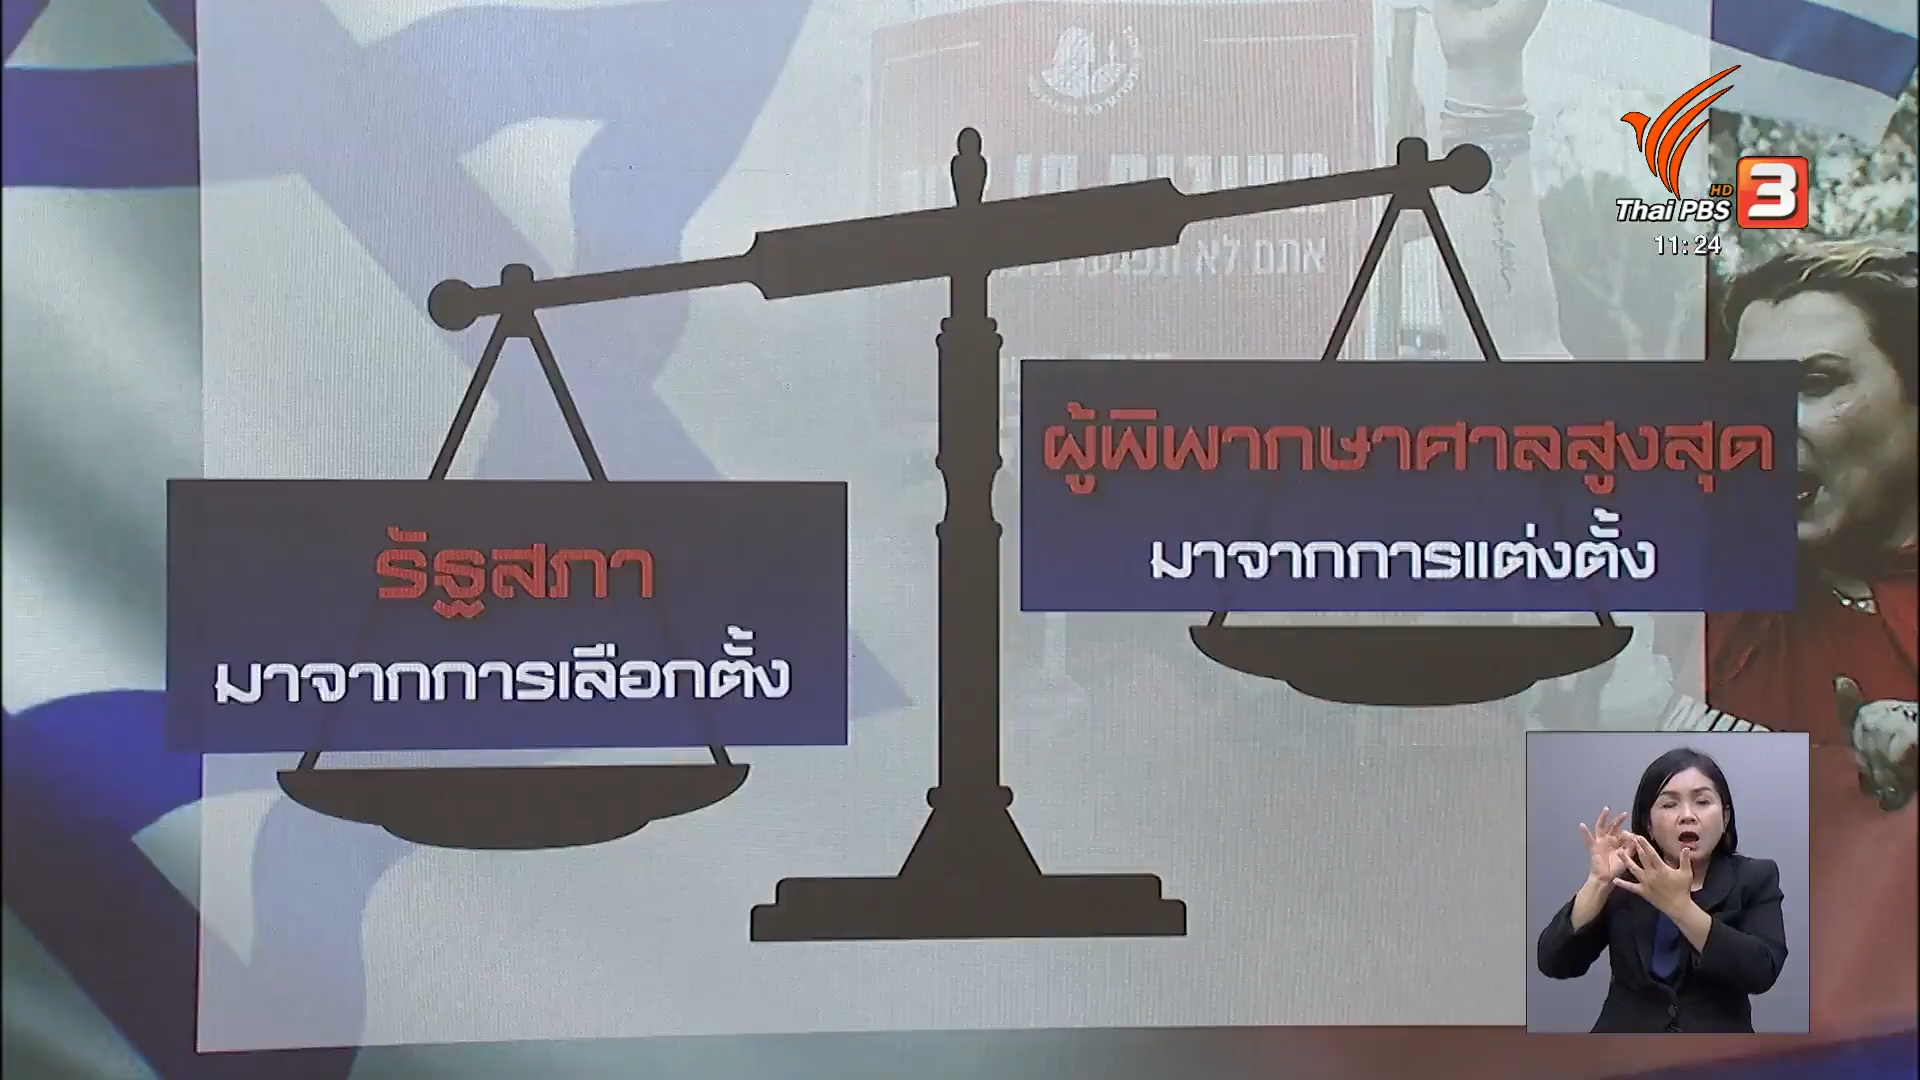 รัฐสภา
มาจากการเลือกตั้ง
ผู้พิพากษาศาลสูงสุด
มาจากการแต่งตั้ง
Thai PBS
HD
3
11:24
אתם לא